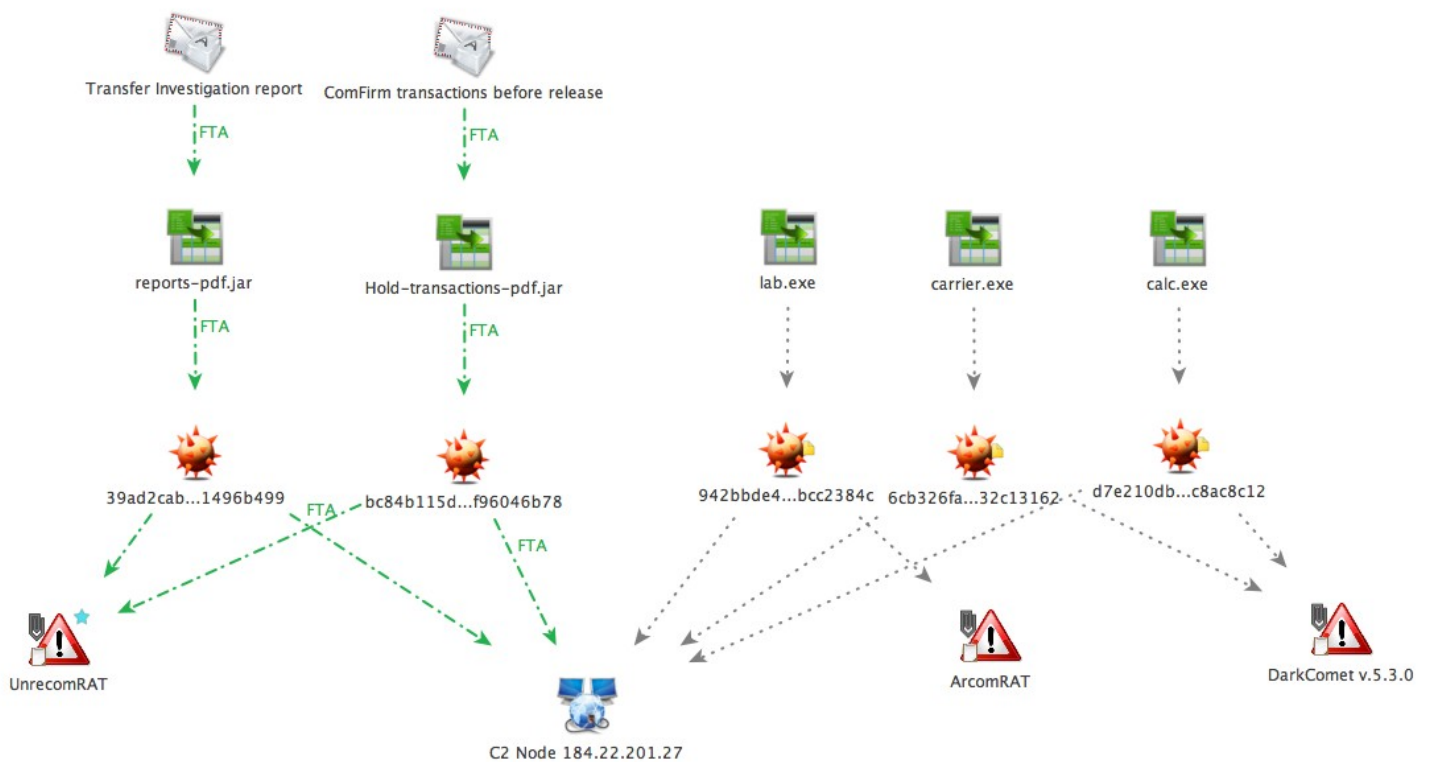 Transfer Investigation report
ComFirm transactions before release
FTA
FTA
reports-pdf.jar
Hold-transactions-pdf.jar
lab.exe
carrier.exe
calc.exe
FTA
FTA
39ad2cab...1496b499
bc84b115d...f96046b78
942bbde4...bcc2384c
6cb326fa...32c13162
d7e210db...c8ac8c12
FTA
FTA
UnrecomRAT
ArcomRAT
DarkComet v.5.3.0
C2 Node 184.22.201.27